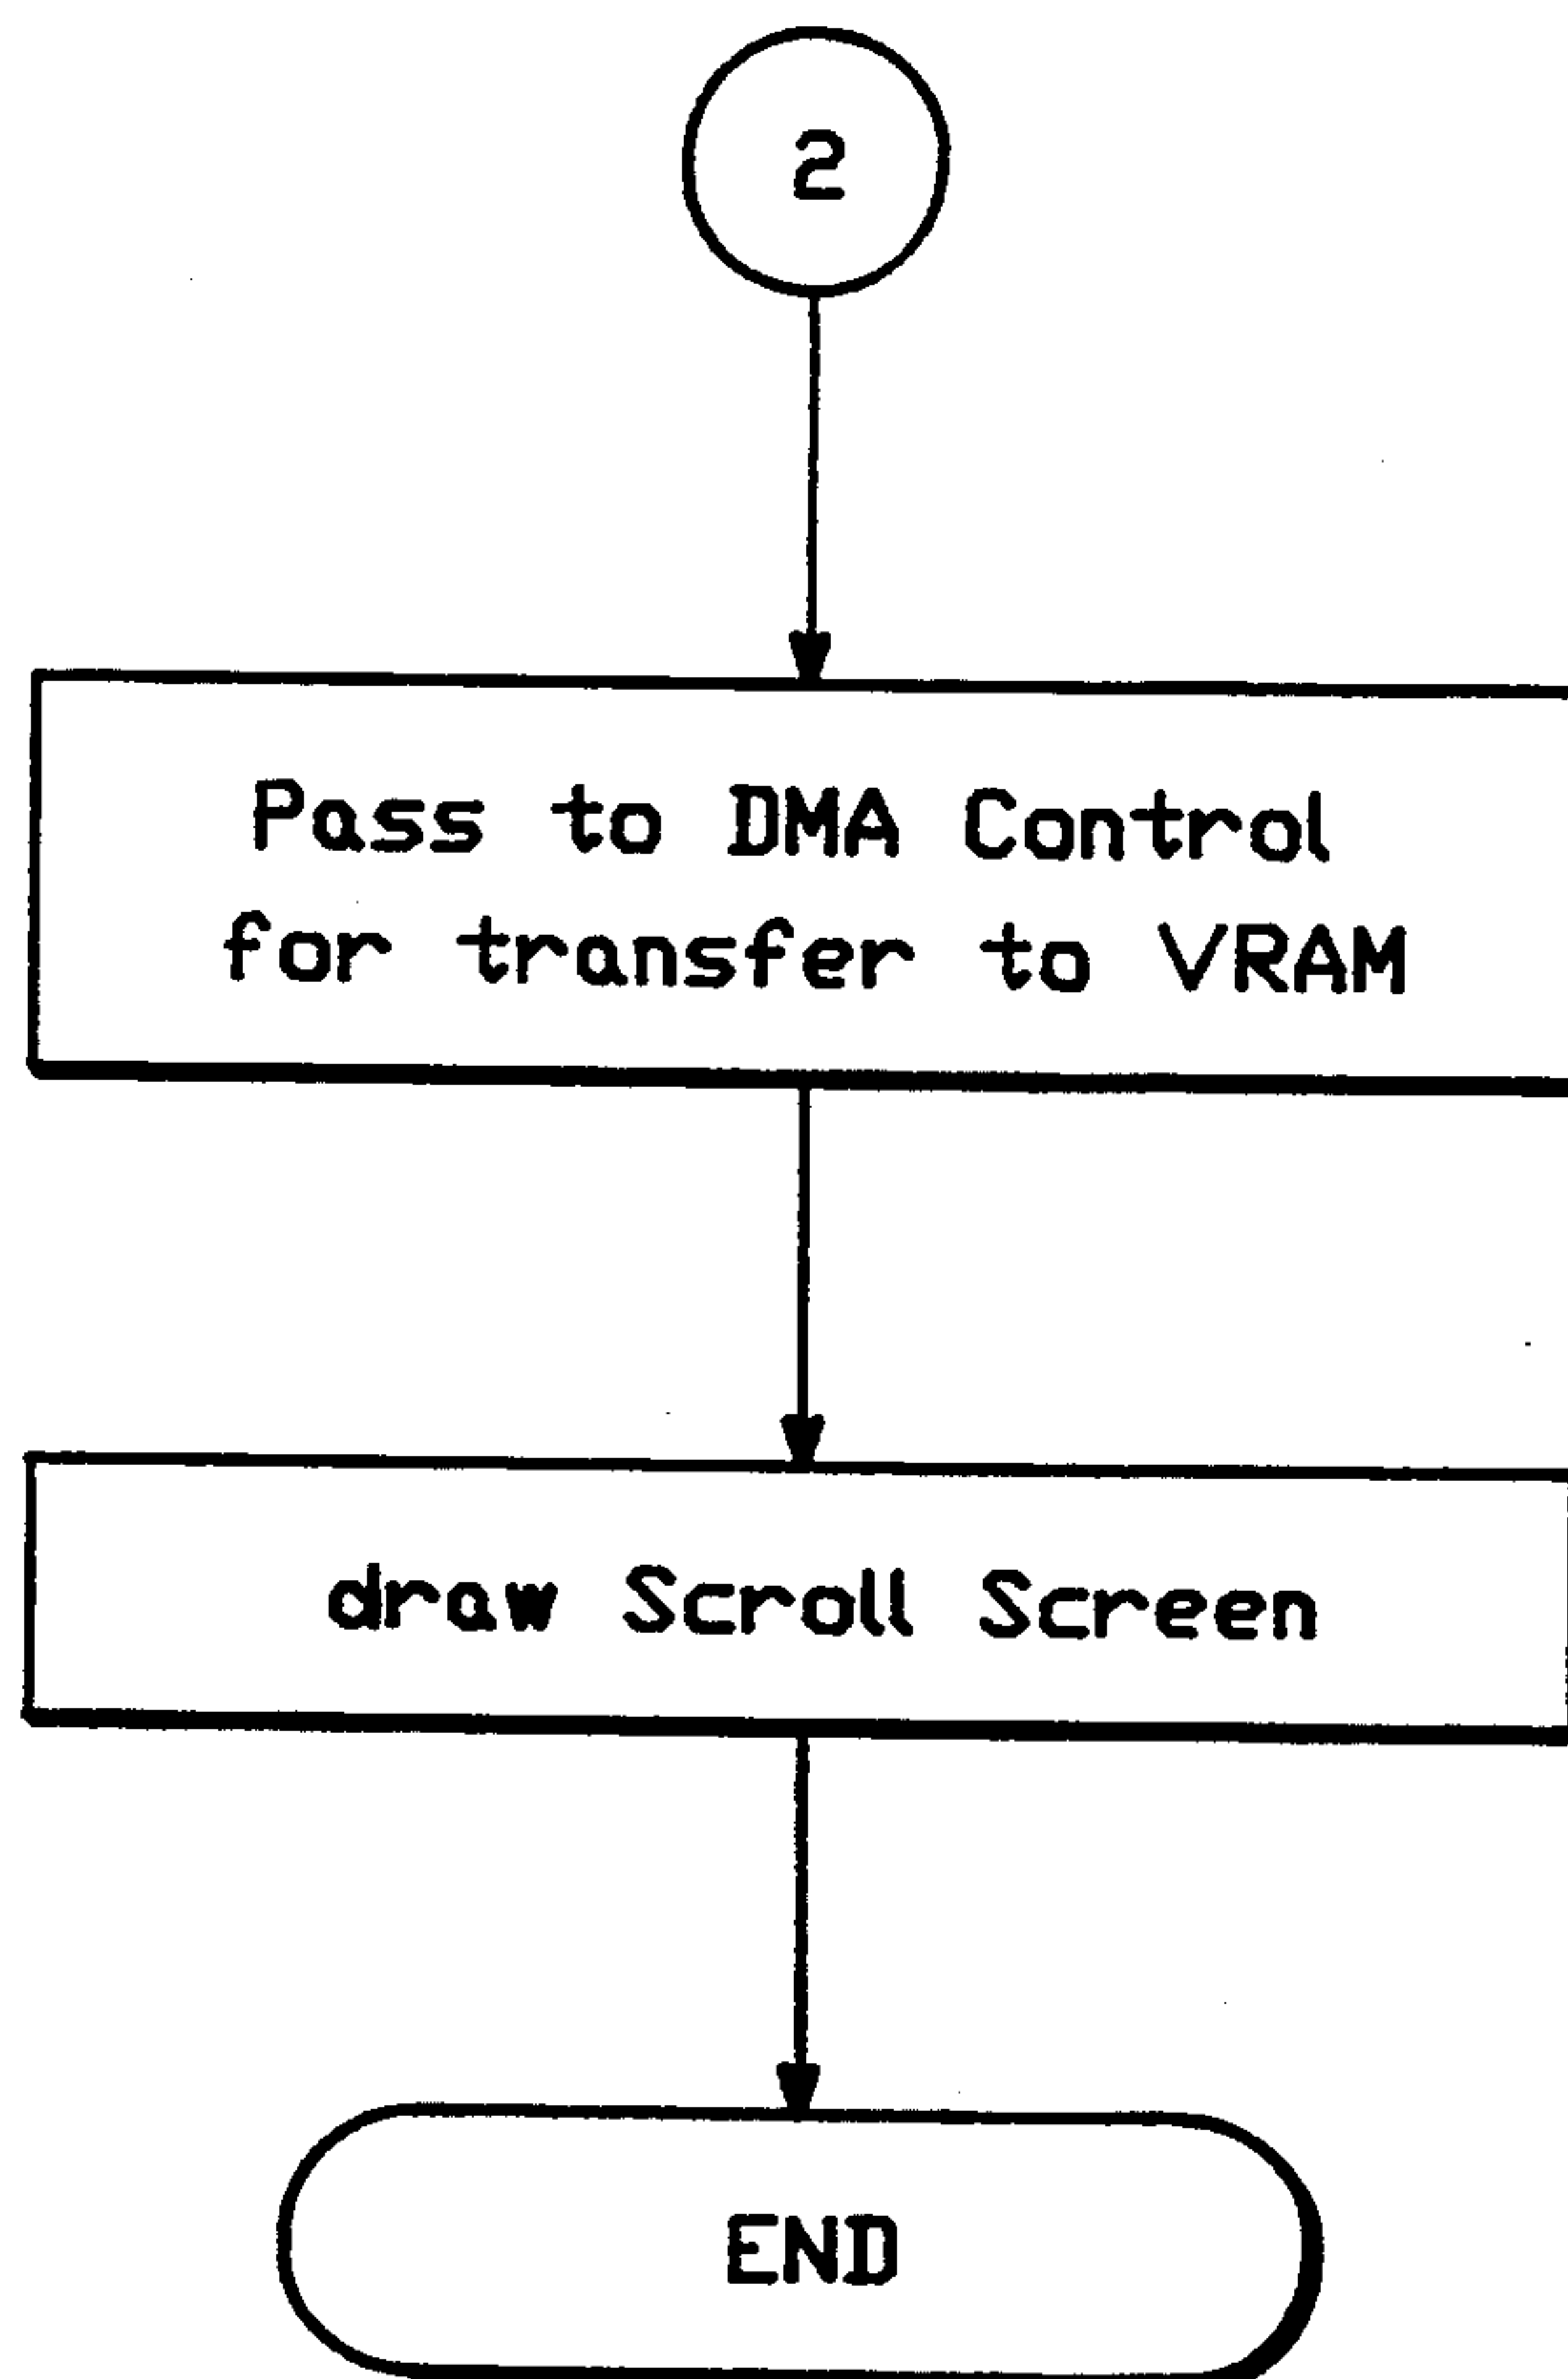 2
Pass to DMA Control
for transfer to VRAM
draw Scroll Screen
END